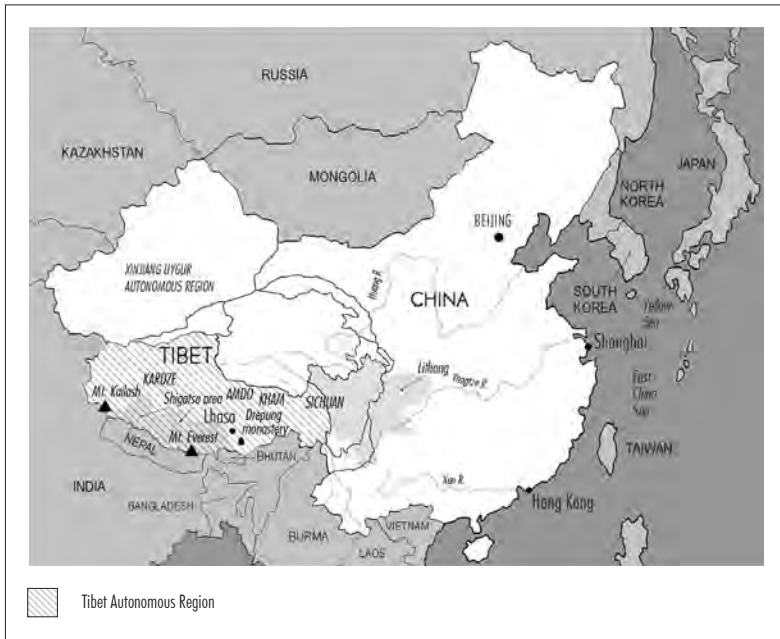 RUSSIA
KAZAKHSTAN
MONGOLIA
JAPAN
NORTH
KOREA
BEIJING
XINJIANG UYGUR
AUTONOMOUS REGION
Huang R.
CHINA
SOUTH
KOREA
Yellow
Sea
Shanghai
TIBET
Lithang
Yangtze R.
KARDZE
Mt. Kailash
Shigatse area
AMDO
KHAM
SICHUAN
East
China
Sea
Lhasa
Drepung
monastery
NEPAL
Mt. Everest
BHUTAN
TAIWAN
INDIA
BANGLADESH
Xun R.
Hong Kong
BURMA
VIETNAM
LAOS
Tibet Autonomous Region